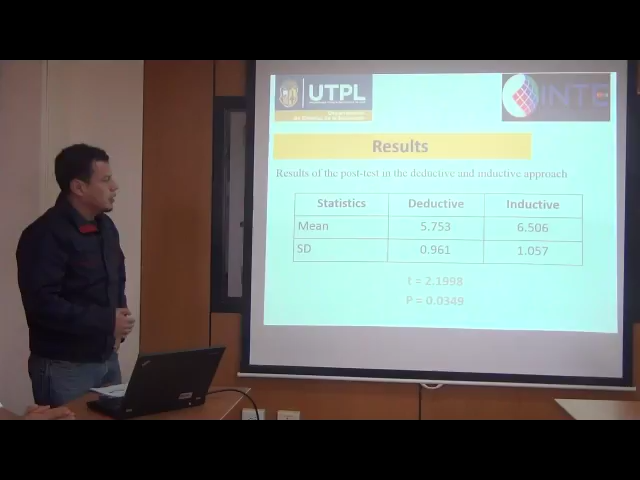 UTPL
INTE
Results
Results of the post-test in the deductive and inductive approach
Statistics Deductive Inductive
Mean 5.753 6.506
SD 0.961 1.057
t = 2.1998
P = 0.0349